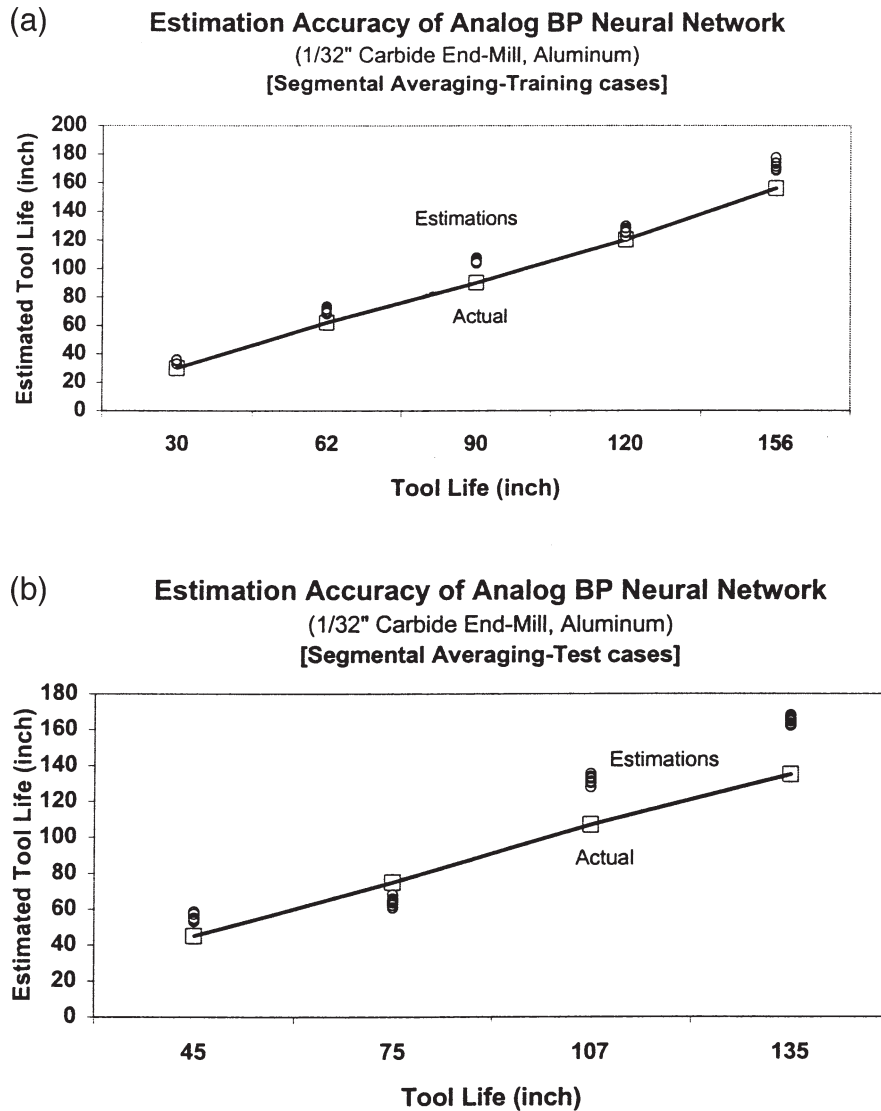 (a)
Estimation Accuracy of Analog BP Neural Network
(1/32" Carbide End-Mill, Aluminum)
[Segmental Averaging-Training cases]
Estimated Tool Life (inch)
200
180
160
140
120
100
80
60
40
20
0
Estimations
Actual
30 62 90 120 156
Tool Life (inch)
(b)
Estimation Accuracy of Analog BP Neural Network
(1/32" Carbide End-Mill, Aluminum)
[Segmental Averaging-Test cases]
Estimated Tool Life (inch)
180
160
140
120
100
80
60
40
20
0
Estimations
Actual
45 75 107 135
Tool Life (inch)